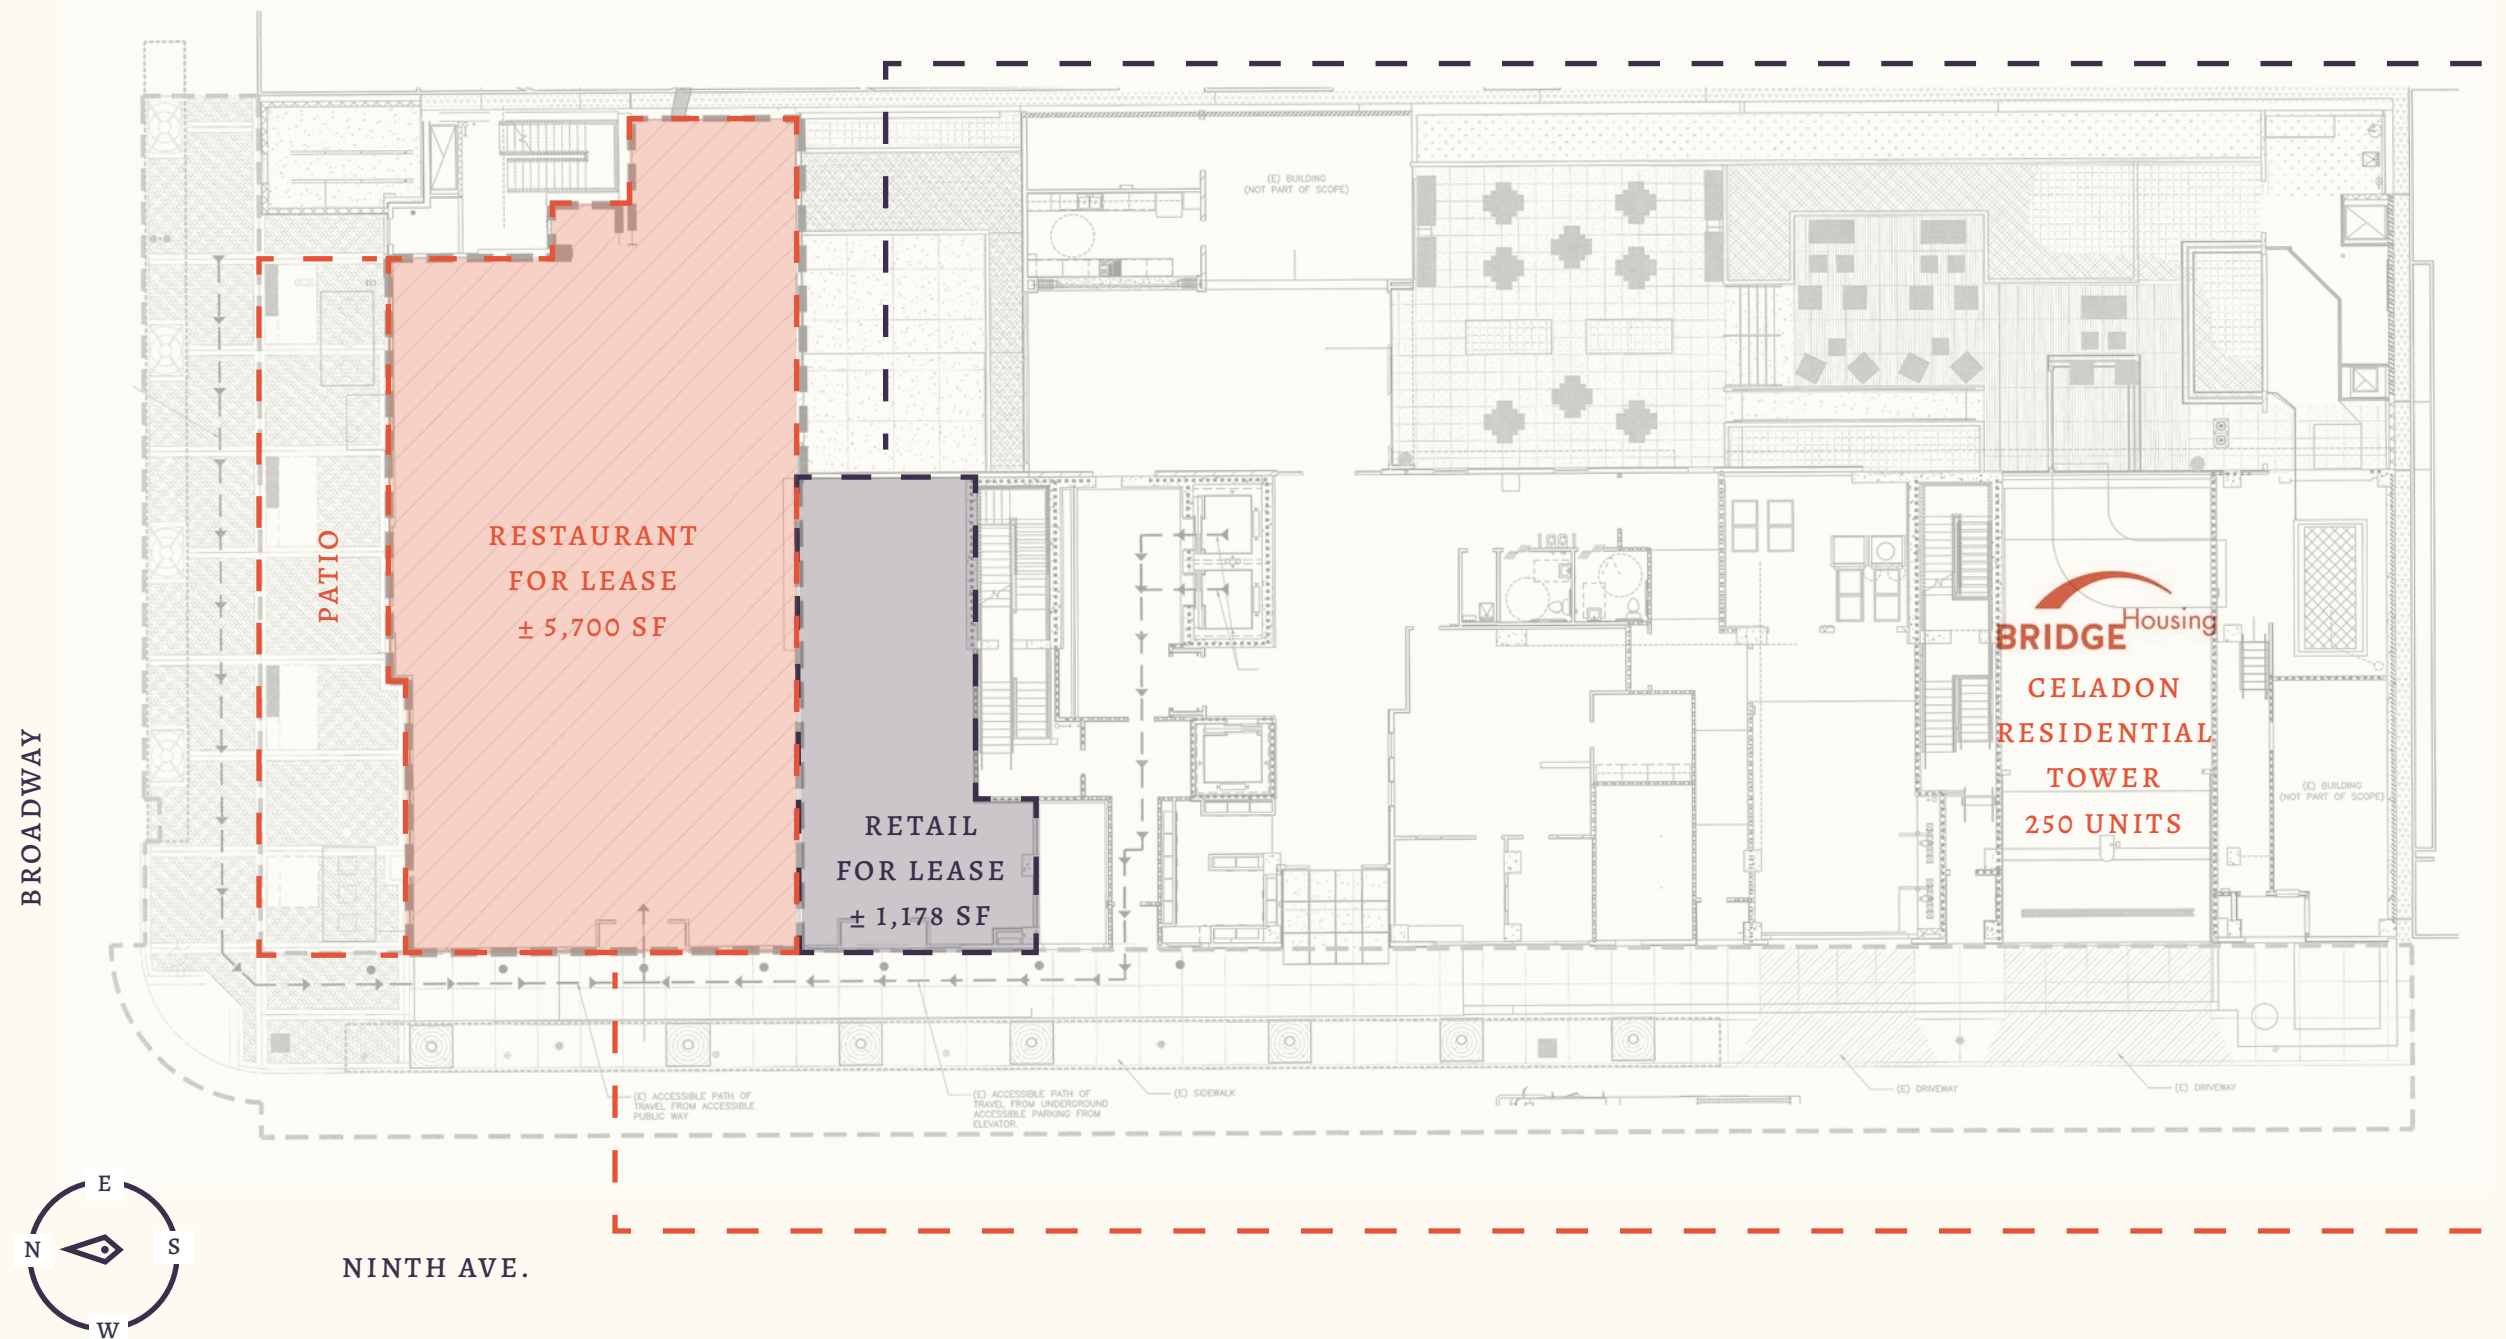 (E) BUILDING
(NOT PART OF SCOPE)
PATIO
RESTAURANT
FOR LEASE
± 5,700 SF
BRIDGE Housing
CELADON
RESIDENTIAL
TOWER
250 UNITS
(E) BUILDING
(NOT PART OF SCOPE)
RETAIL
FOR LEASE
± 1,178 SF
BROADWAY
(E) ACCESSIBLE PATH OF
TRAVEL FROM ACCESSIBLE
PUBLIC WAY
(E) ACCESSIBLE PATH OF
TRAVEL FROM UNDERGROUND
ACCESSIBLE PARKING FROM
ELEVATOR.
(E) SIDEWALK
(E) DRIVEWAY
(E) DRIVEWAY
E
N
S
W
NINTH AVE.